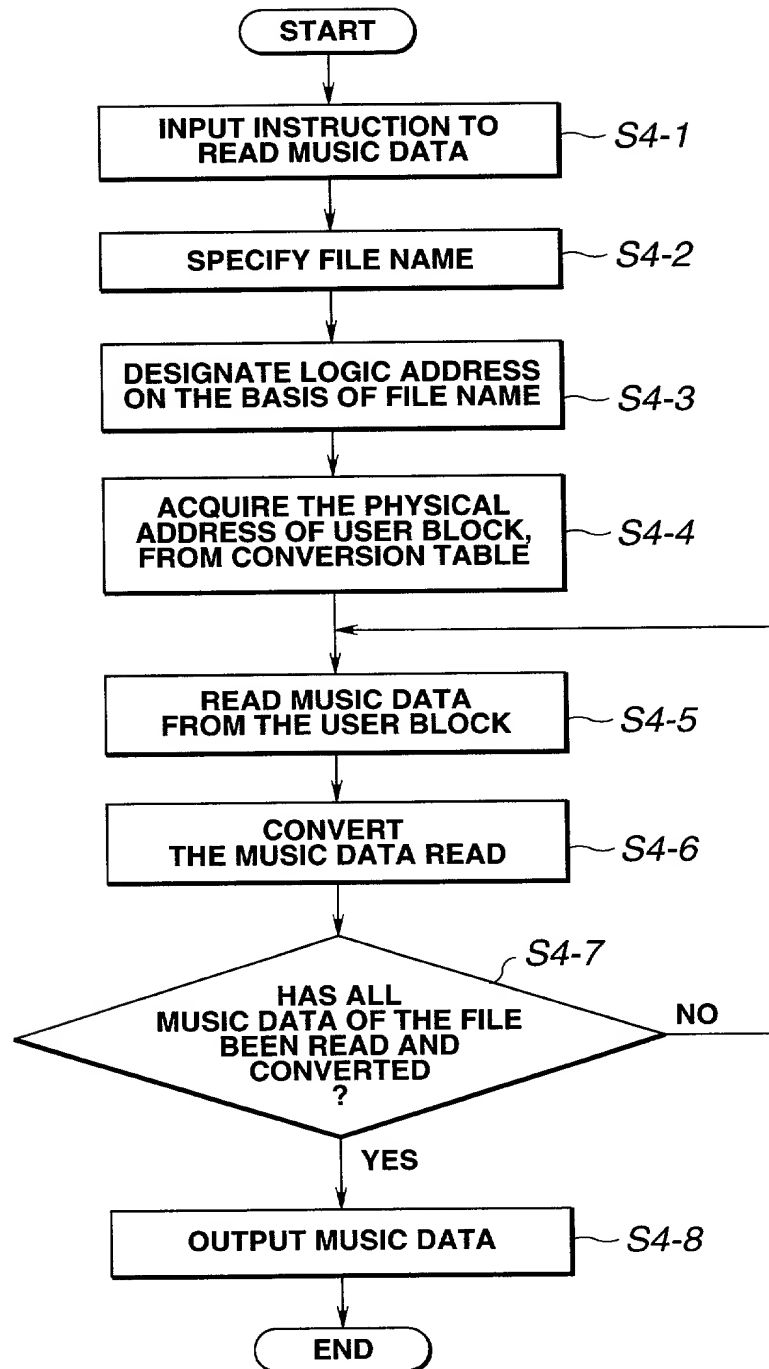 START
INPUT INSTRUCTION TO
READ MUSIC DATA
S4-1
SPECIFY FILE NAME
S4-2
DESIGNATE LOGIC ADDRESS
ON THE BASIS OF FILE NAME
S4-3
ACQUIRE THE PHYSICAL
ADDRESS OF USER BLOCK,
FROM CONVERSION TABLE
S4-4
READ MUSIC DATA
FROM THE USER BLOCK
S4-5
CONVERT
THE MUSIC DATA READ
S4-6
S4-7
HAS ALL
MUSIC DATA OF THE FILE
BEEN READ AND
CONVERTED
?
NO
YES
OUTPUT MUSIC DATA
S4-8
END